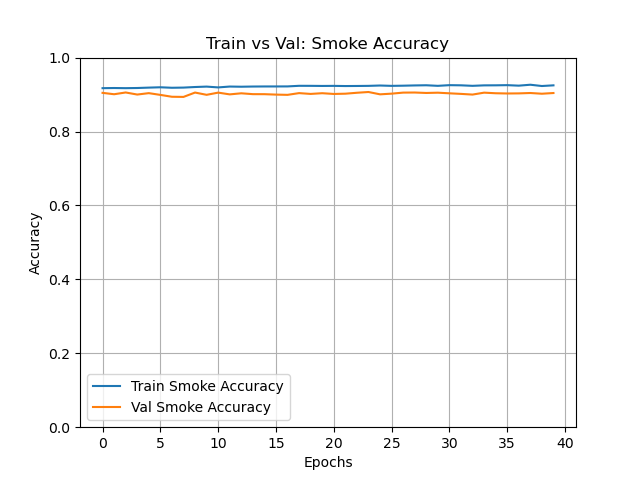 Train vs Val: Smoke Accuracy
1.0
0.8
0.6
0.4
0.2
0.0
Accuracy
Train Smoke Accuracy
Val Smoke Accuracy
0 5 10 15 20 25 30 35 40
Epochs